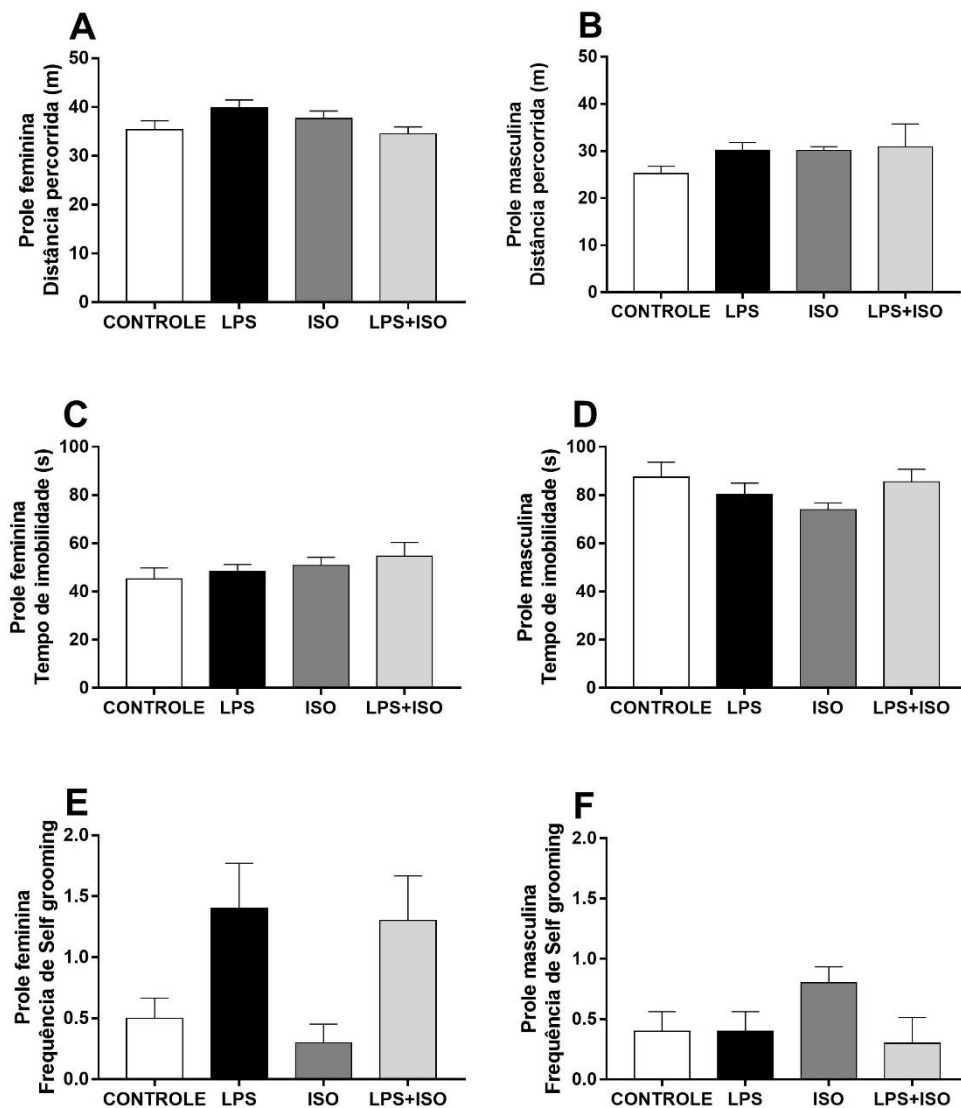 A
Prole feminina
Distância percorrida (m)
50
40
30
20
10
0
CONTROLE LPS ISO LPS+ISO
B
Prole masculina
Distância percorrida (m)
50
40
30
20
10
0
CONTROLE LPS ISO LPS+ISO
C
Prole feminina
Tempo de imobilidade (s)
100
80
60
40
20
0
CONTROLE LPS ISO LPS+ISO
D
Prole masculina
Tempo de imobilidade (s)
100
80
60
40
20
0
CONTROLE LPS ISO LPS+ISO
E
Prole feminina
Frequência de Self grooming
2.0
1.5
1.0
0.5
0.0
CONTROLE LPS ISO LPS+ISO
F
Prole masculina
Frequência de Self grooming
2.0
1.5
1.0
0.5
0.0
CONTROLE LPS ISO LPS+ISO